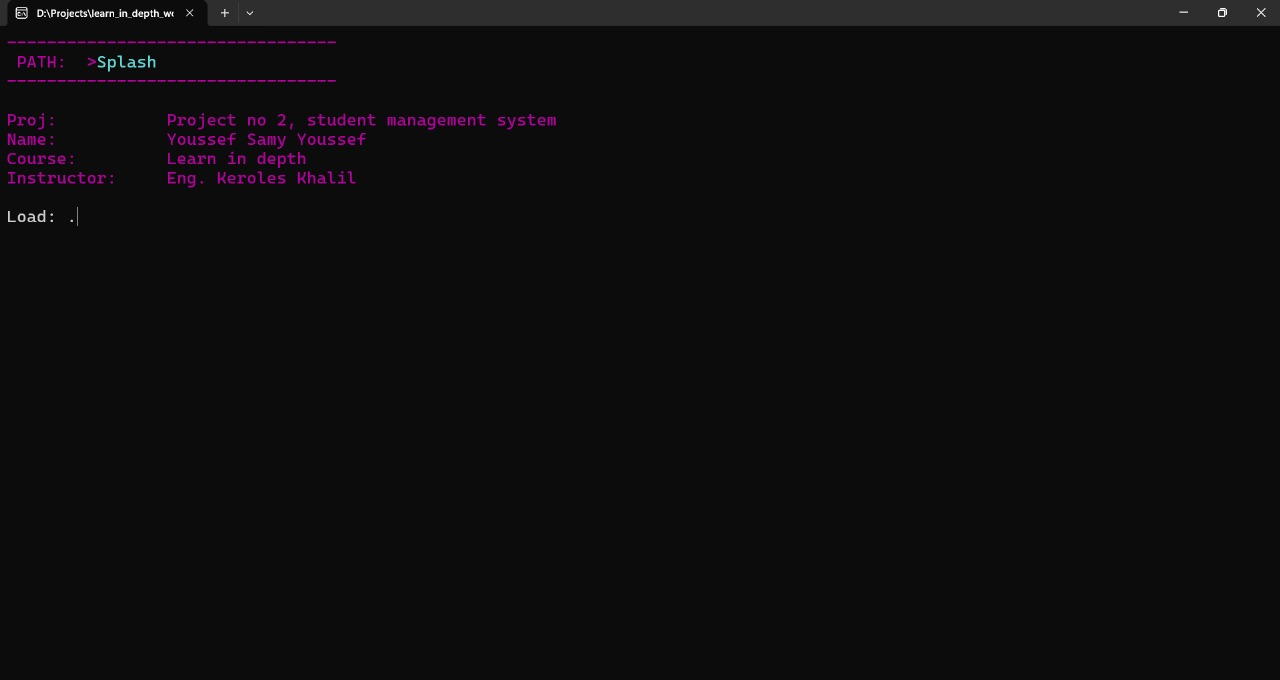 D:\Projects\learn_in_depth_wo
---------------------------------
PATH: >Splash
---------------------------------
Proj: Project no 2, student management system
Name: Youssef Samy Youssef
Course: Learn in depth
Instructor: Eng. Keroles Khalil
Load: .